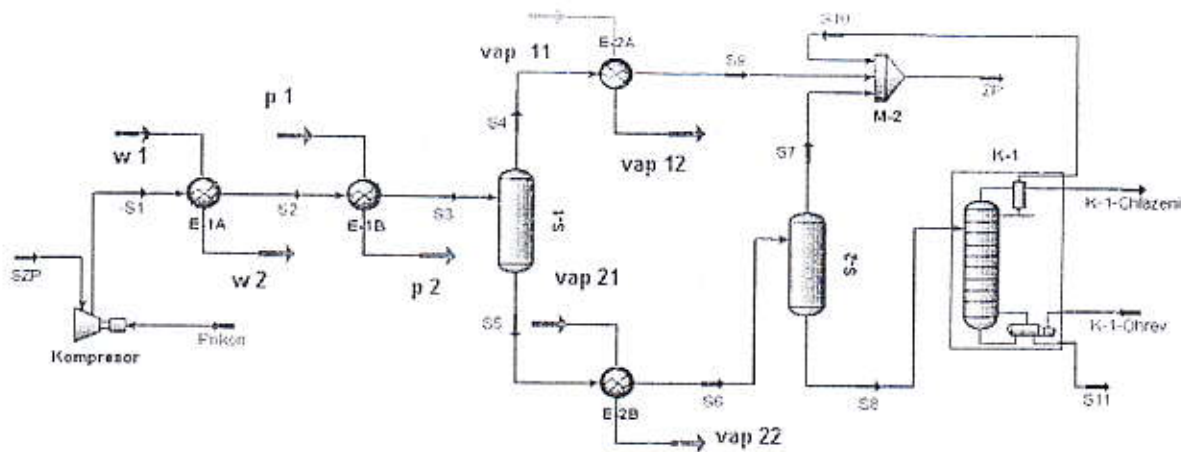 S10
E-2A
vap 11
S9
p 1
ZP
M-2
S4
w 1
vap 12
S7
K-1
S1
S2
S3
K-1-Chlazeni
E-1A
E-1B
S-1
S-2
SZP
w 2
p 2
vap 21
S5
K-1-Ohrev
Prikon
Kompresor
S6
S8
S11
E-2B
vap 22